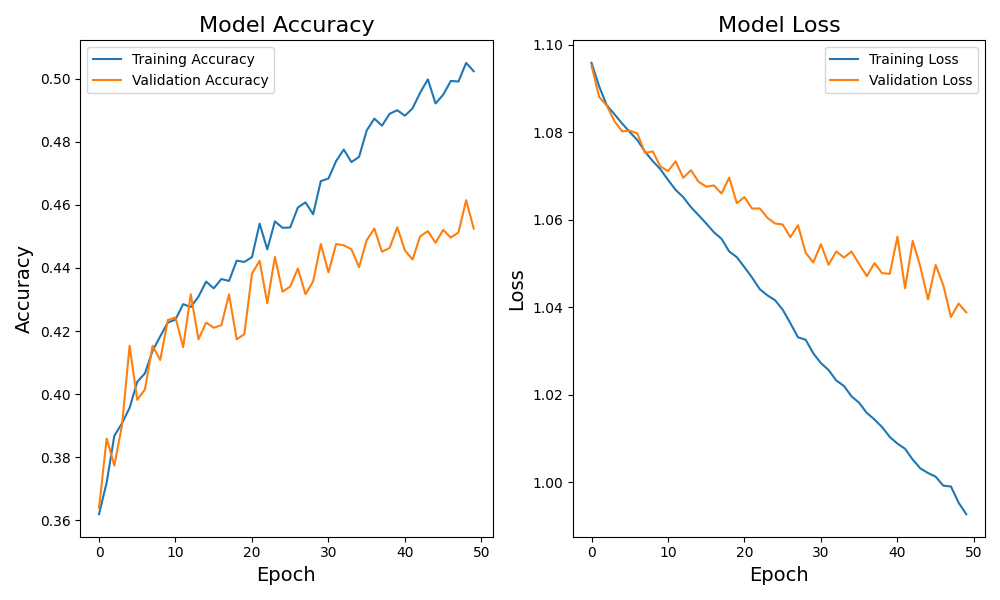 Model Accuracy
Training Accuracy
Validation Accuracy
0.50
0.48
0.46
0.44
0.42
0.40
0.38
0.36
Accuracy
0 10 20 30 40 50
Epoch
Model Loss
Training Loss
Validation Loss
1.10
1.08
1.06
1.04
1.02
1.00
Loss
0 10 20 30 40 50
Epoch